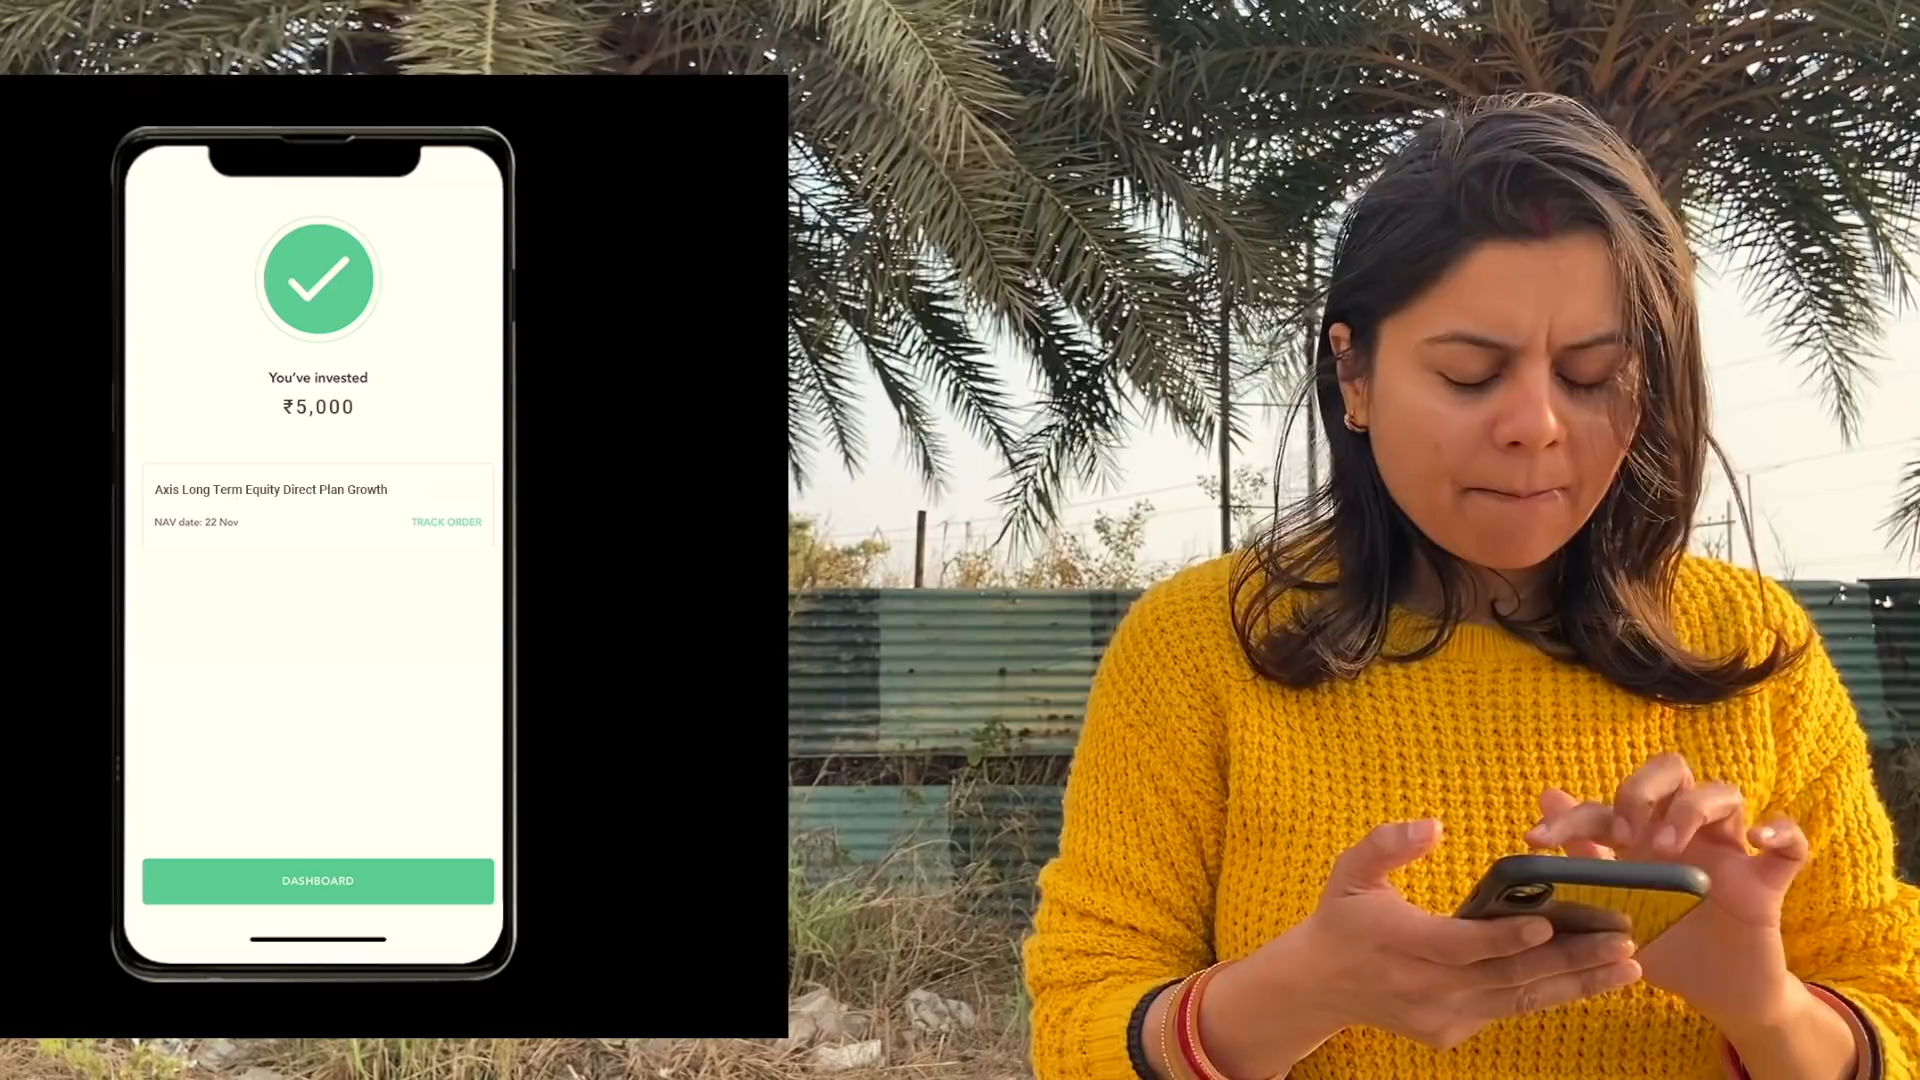 You've invested
₹5,000
Axis Long Term Equity Direct Plan Growth
NAV date: 22 Nov
TRACK ORDER
DASHBOARD